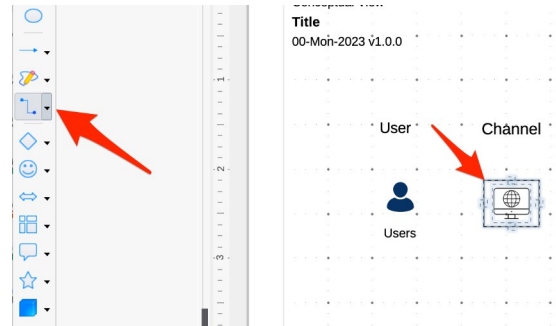 Conceptual View
Title
00-Mon-2023 v1.0.0
User
Channel
Users
1
2
3